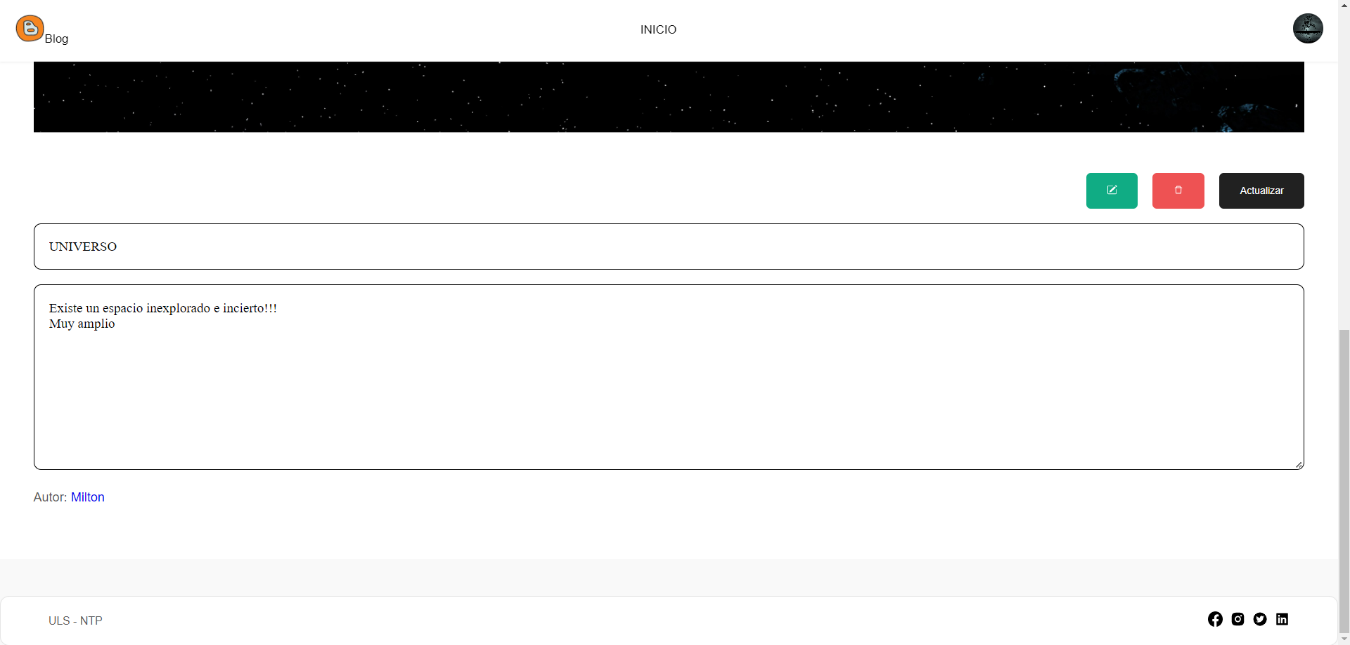 Blog
INICIO
Actualizar
UNIVERSO
Existe un espacio inexplorado e incierto!!!
Muy amplio
Autor: Milton
ULS - NTP